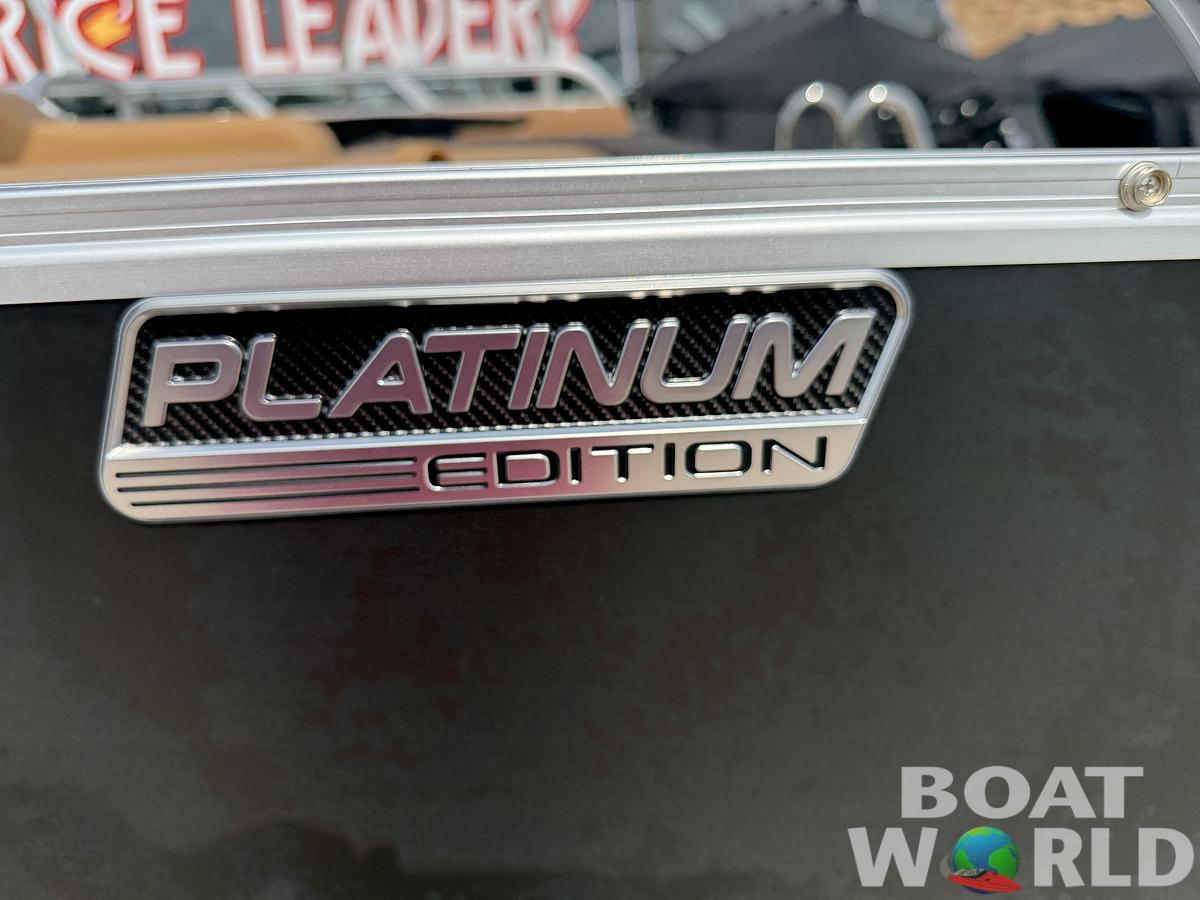 RICE LEADER!
PLATINUM
EDITION
BOAT
WORLD